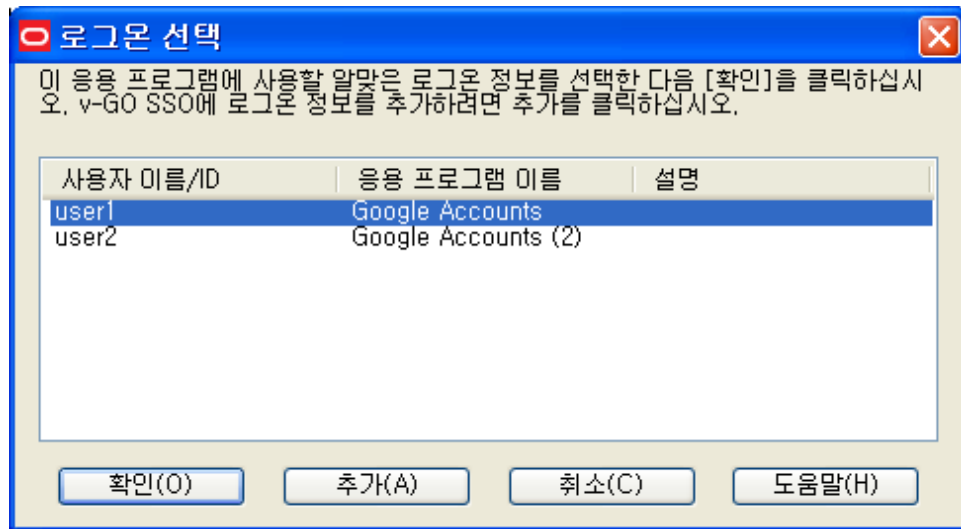 로그온 선택
이 응용 프로그램에 사용할 알맞은 로그온 정보를 선택한 다음 [확인]을 클릭하십시
오. v-GO SSO에 로그온 정보를 추가하려면 추가를 클릭하십시오.
사용자 이름/ID 응용 프로그램 이름 설명
user1 Google Accounts
user2 Google Accounts (2)
확인(O) 추가(A) 취소(C) 도움말(H)